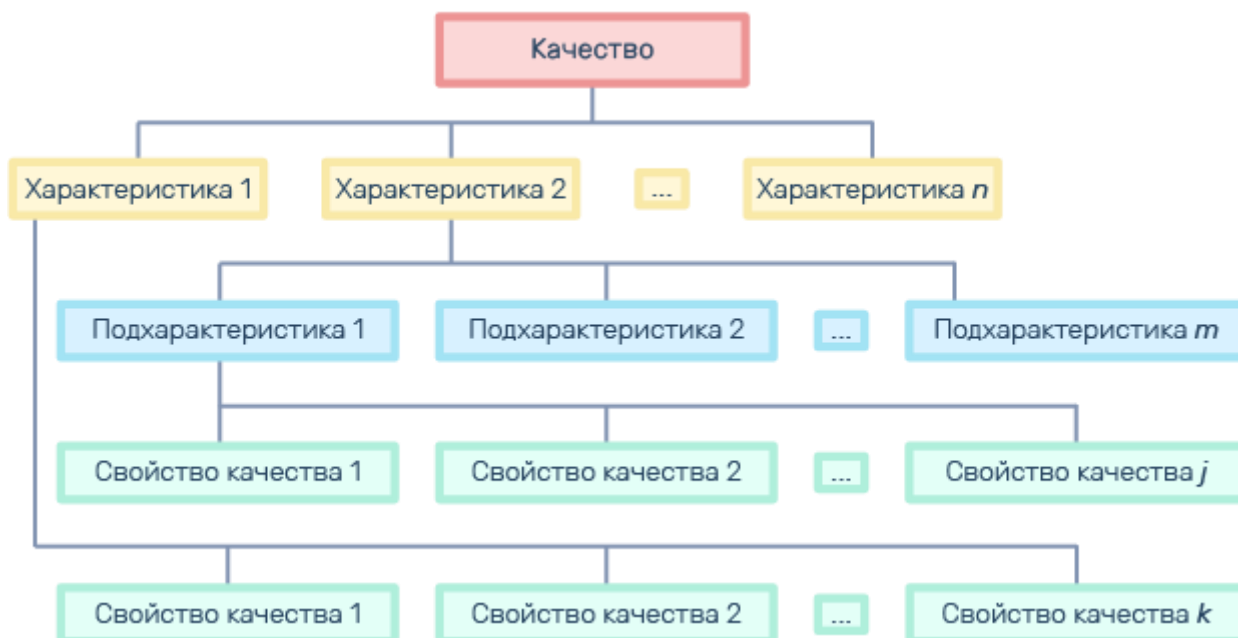 Качество
Характеристика 1 Характеристика 2 ... Характеристика n
Подхарактеристика 1 Подхарактеристика 2 ... Подхарактеристика m
Свойство качества 1 Свойство качества 2 ... Свойство качества j
Свойство качества 1 Свойство качества 2 ... Свойство качества k